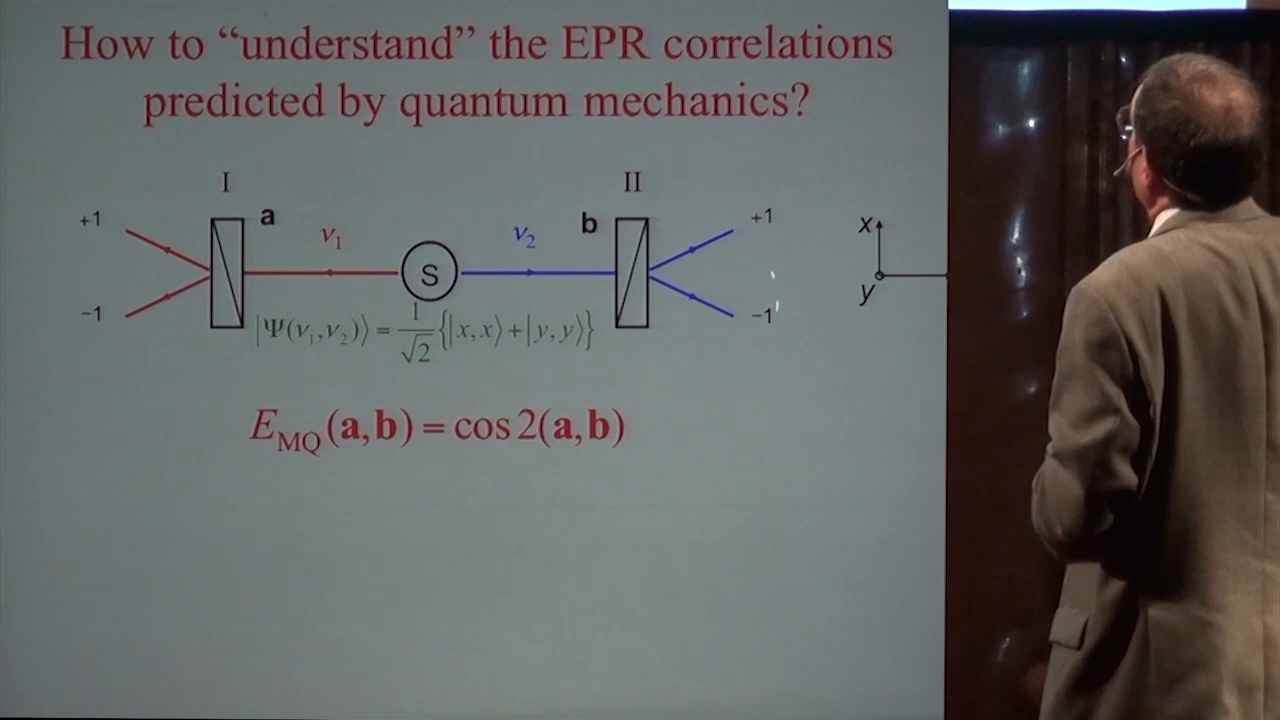 How to “understand” the EPR correlations
predicted by quantum mechanics?
I II
+1 a ν₁ S ν₂ b +1
−1 −1
|Ψ(ν₁,ν₂)⟩ = 1/√2 {|x,x⟩+|y,y⟩}
E_MQ(a,b) = cos 2(a,b)
x
y